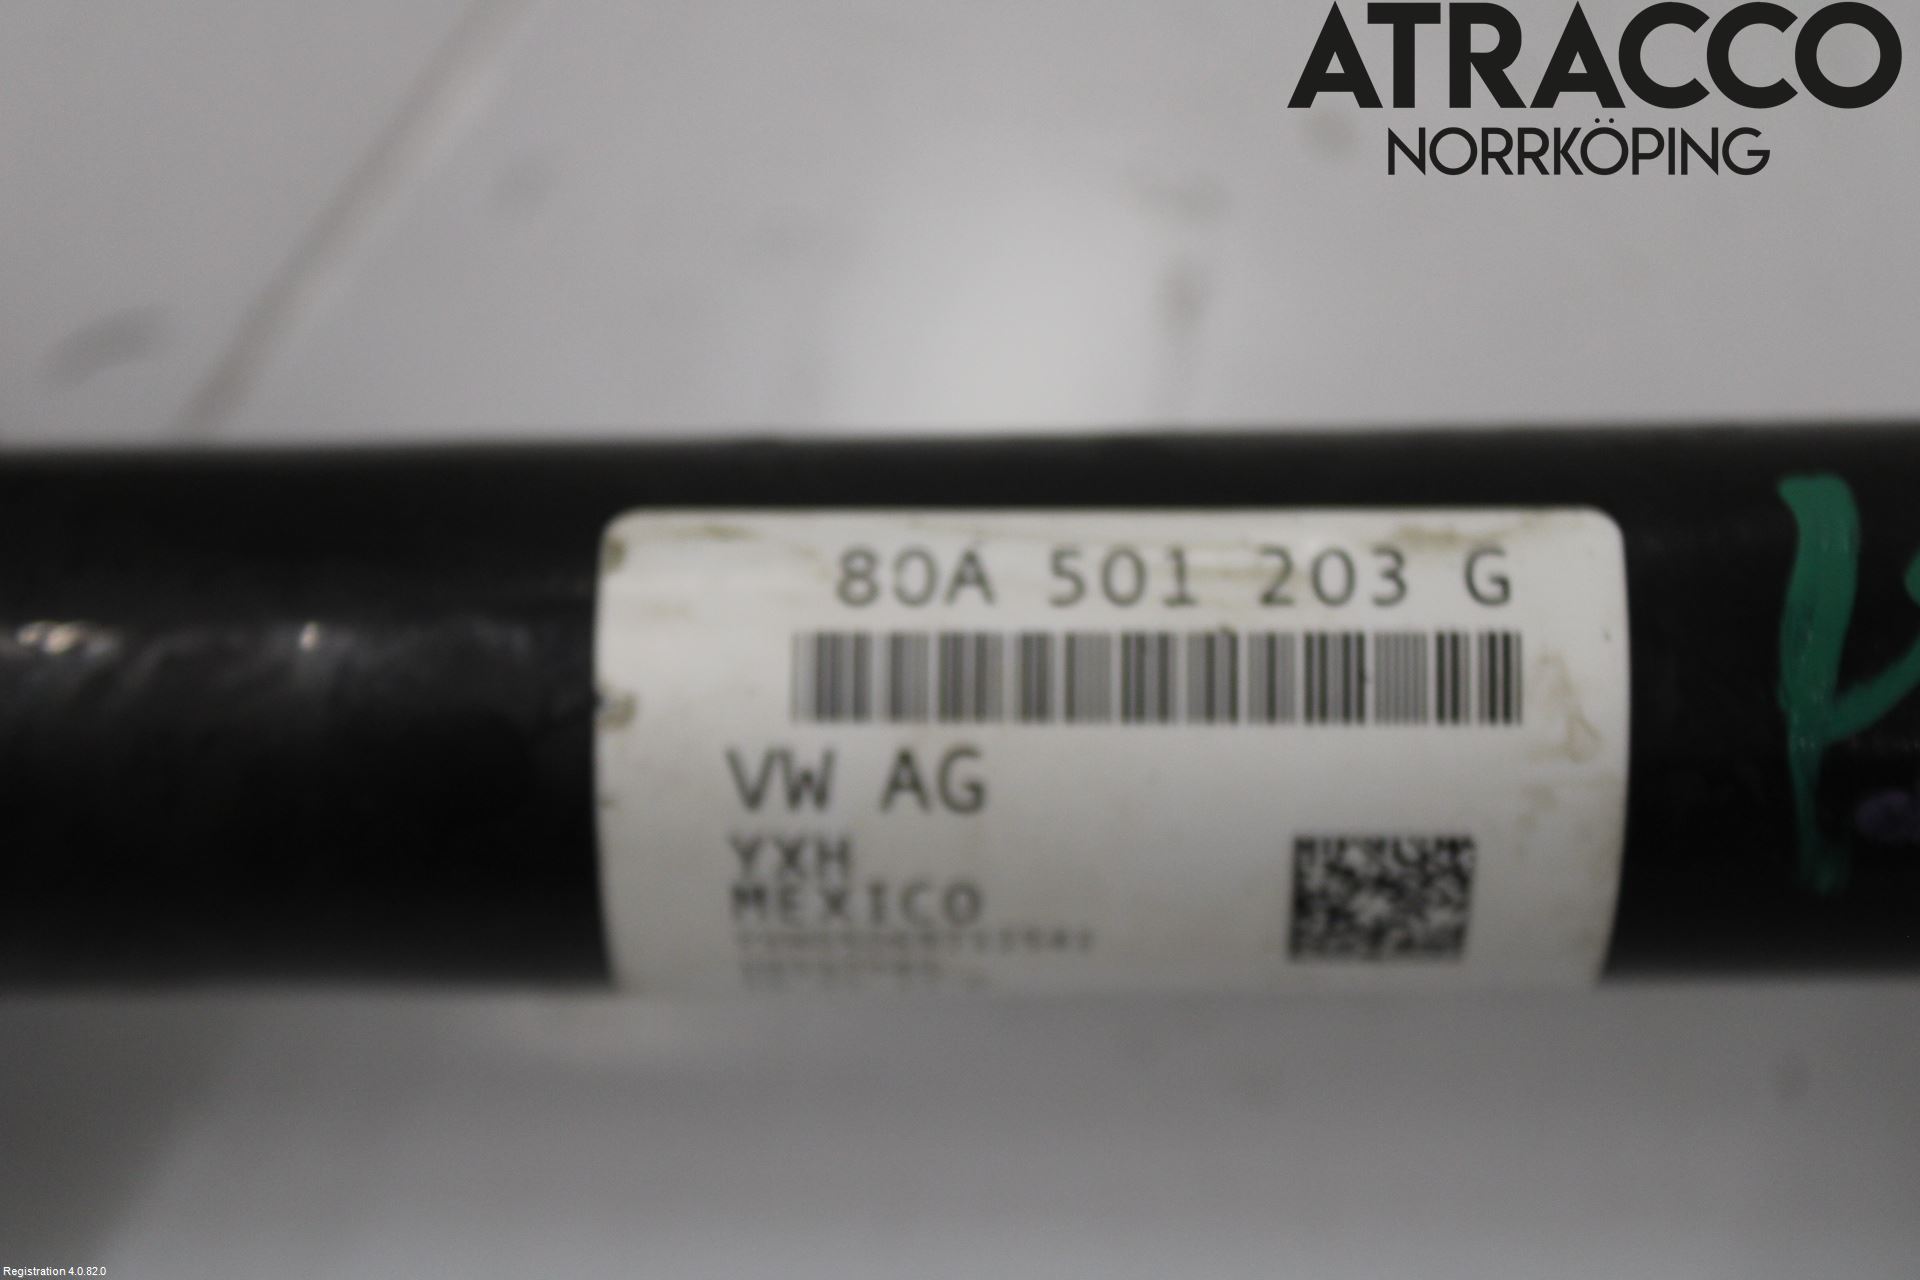 ATRACCO
NORRKÖPING
80A 501 203 G
VW AG
YXH
MEXICO
Registration 4.0.82.0